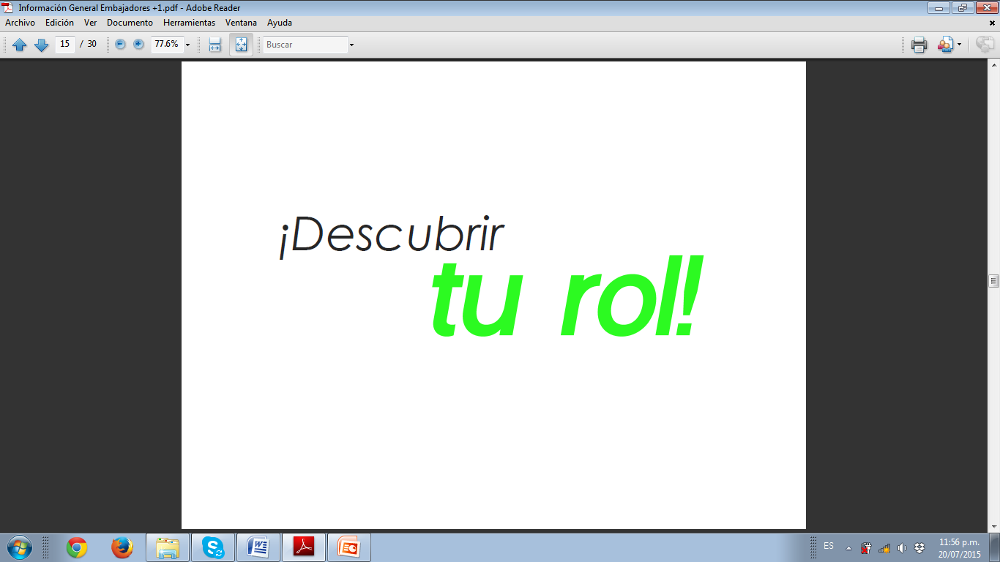 Información General Embajadores +1.pdf - Adobe Reader
Archivo Edición Ver Documento Herramientas Ventana Ayuda
15 / 30 77.6% Buscar
¡Descubrir
tu rol!
ES 11:56 p.m.
20/07/2015